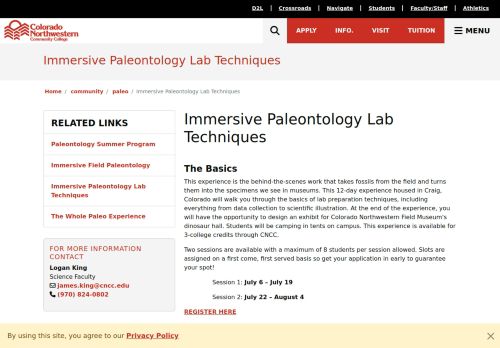 D2L | Crossroads | Navigate | Students | Faculty/Staff | Athletics
Colorado
Northwestern
Community College
APPLY INFO. VISIT TUITION MENU
Immersive Paleontology Lab Techniques
Home / community / paleo / Immersive Paleontology Lab Techniques
RELATED LINKS
Paleontology Summer Program
Immersive Field Paleontology
Immersive Paleontology Lab
Techniques
The Whole Paleo Experience
FOR MORE INFORMATION
CONTACT
Logan King
Science Faculty
james.king@cncc.edu
(970) 824-0802
Immersive Paleontology Lab
Techniques
The Basics
This experience is the behind-the-scenes work that takes fossils from the field and turns
them into the specimens we see in museums. This 12-day experience housed in Craig,
Colorado will walk you through the basics of lab preparation techniques, including
everything from data collection to scientific illustration. At the end of the experience, you
will have the opportunity to design an exhibit for Colorado Northwestern Field Museum's
dinosaur hall. Students will be camping in tents on campus. This experience is available for
3-college credits through CNCC.
Two sessions are available with a maximum of 8 students per session allowed. Slots are
assigned on a first come, first served basis so get your application in early to guarantee
your spot!
Session 1: July 6 – July 19
Session 2: July 22 – August 4
REGISTER HERE
By using this site, you agree to our Privacy Policy
×